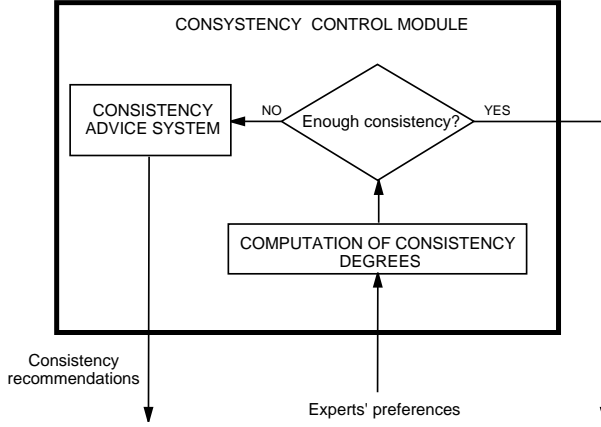 CONSYSTENCY CONTROL MODULE
CONSISTENCY
ADVICE SYSTEM
NO
Enough consistency?
YES
COMPUTATION OF CONSISTENCY
DEGREES
Consistency
recommendations
Experts' preferences